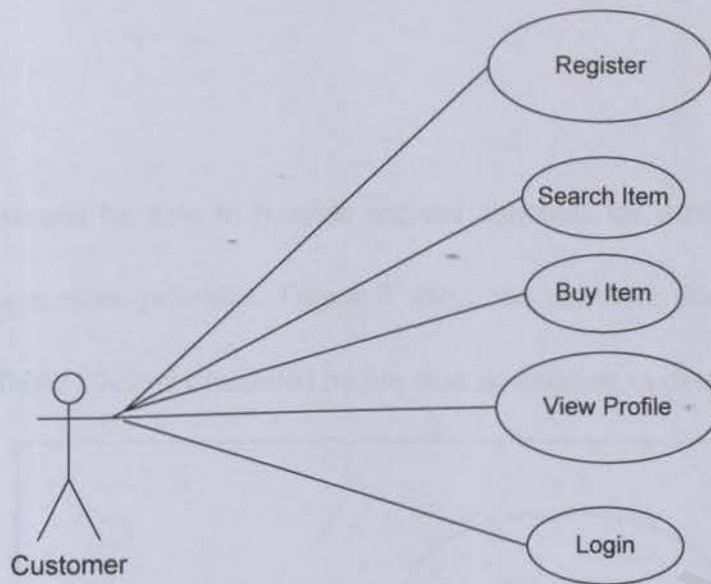 Register
Search Item
Buy Item
View Profile
Login
Customer